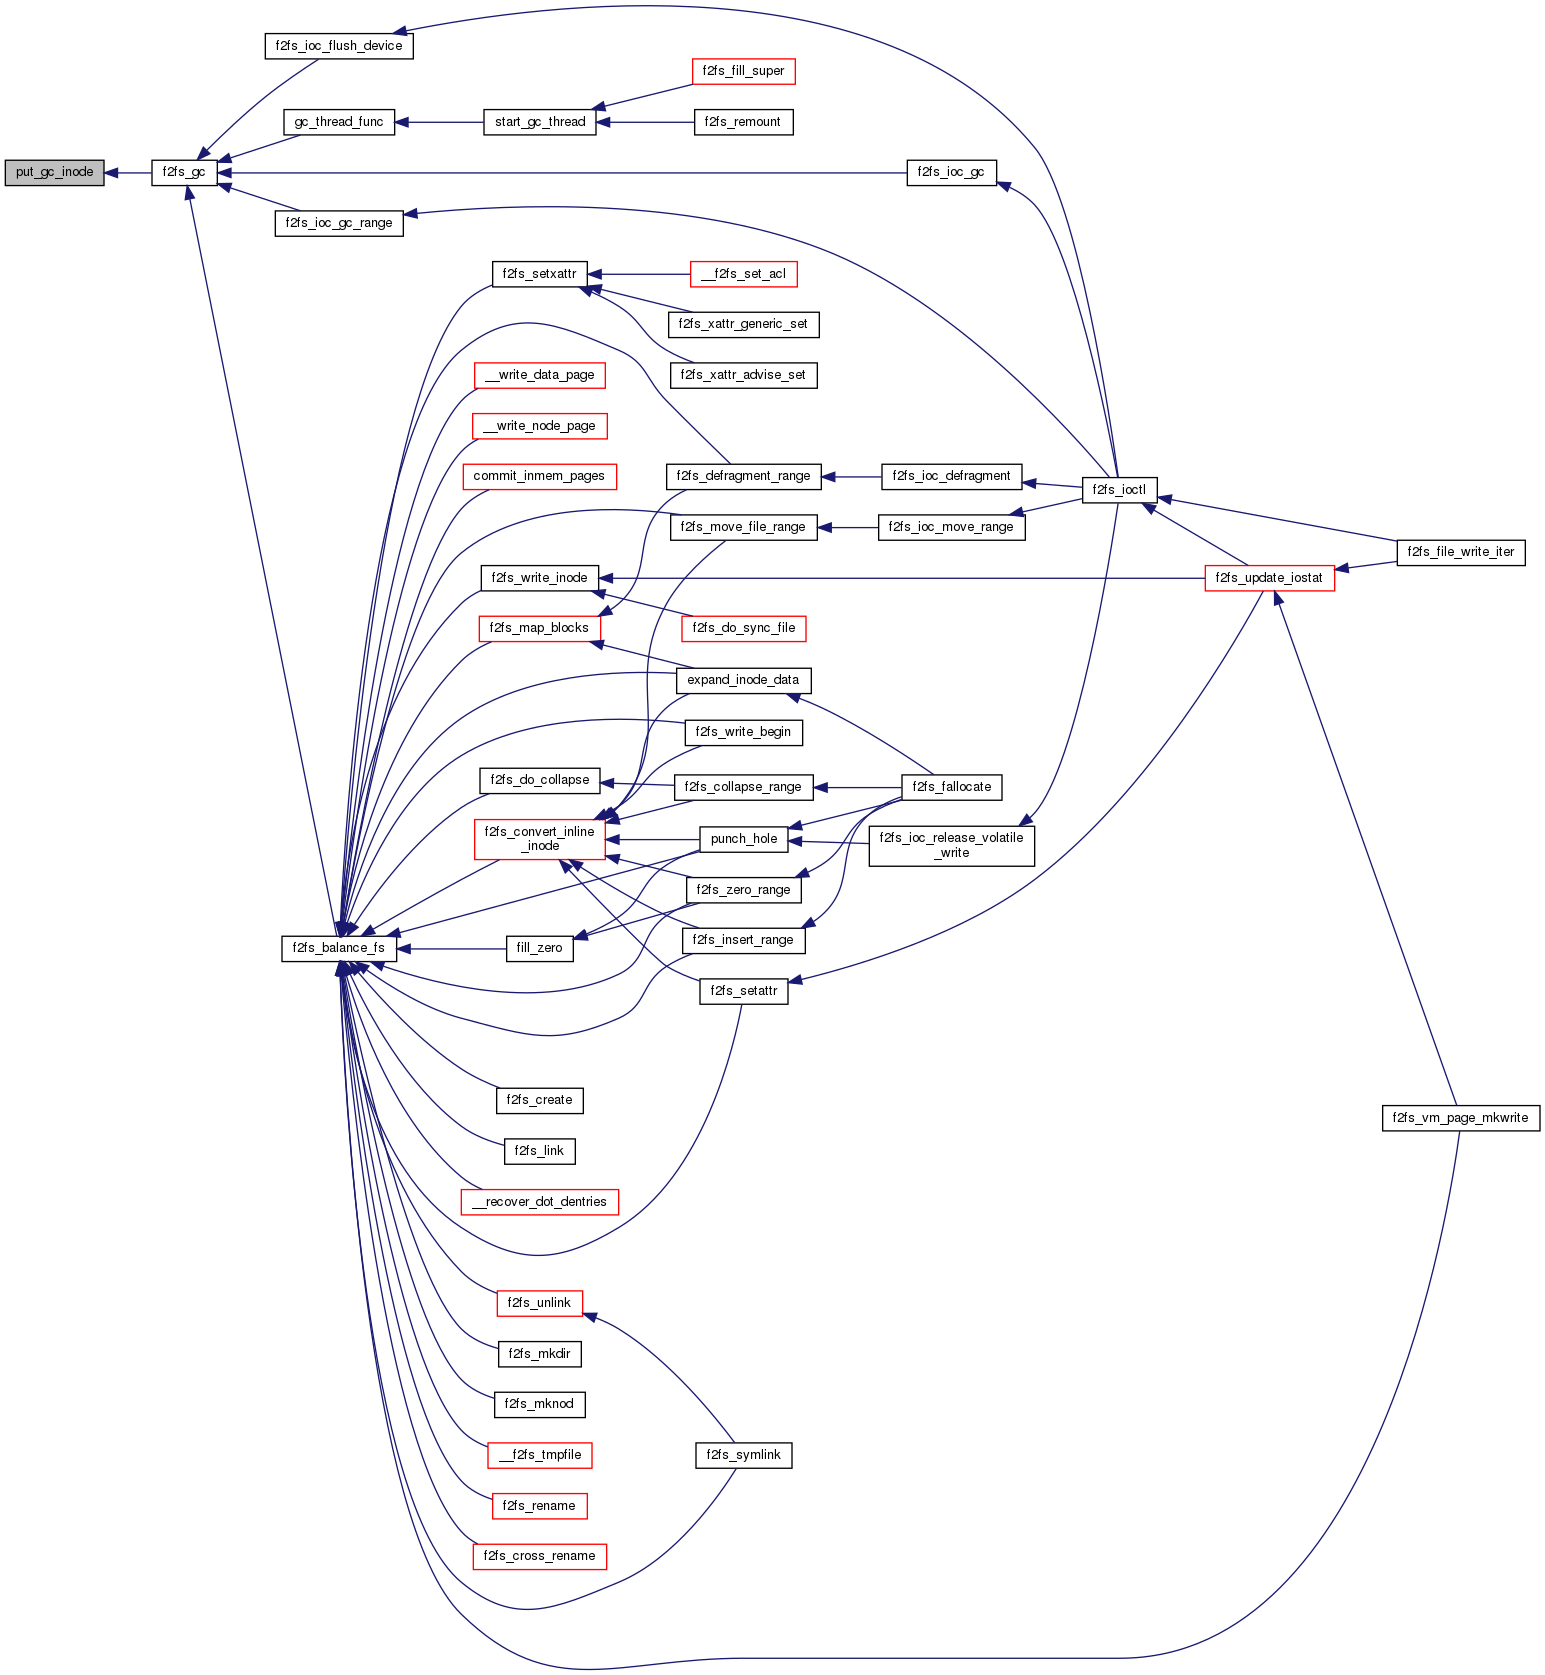 f2fs_ioc_flush_device
f2fs_fill_super
gc_thread_func
start_gc_thread
f2fs_remount
put_gc_inode
f2fs_gc
f2fs_ioc_gc
f2fs_ioc_gc_range
f2fs_setxattr
__f2fs_set_acl
f2fs_xattr_generic_set
f2fs_xattr_advise_set
__write_data_page
__write_node_page
commit_inmem_pages
f2fs_defragment_range
f2fs_ioc_defragment
f2fs_ioctl
f2fs_move_file_range
f2fs_ioc_move_range
f2fs_file_write_iter
f2fs_write_inode
f2fs_update_iostat
f2fs_map_blocks
f2fs_do_sync_file
expand_inode_data
f2fs_write_begin
f2fs_do_collapse
f2fs_collapse_range
f2fs_fallocate
f2fs_convert_inline
_inode
punch_hole
f2fs_ioc_release_volatile
_write
f2fs_zero_range
f2fs_balance_fs
fill_zero
f2fs_insert_range
f2fs_setattr
f2fs_create
f2fs_vm_page_mkwrite
f2fs_link
__recover_dot_dentries
f2fs_unlink
f2fs_mkdir
f2fs_mknod
__f2fs_tmpfile
f2fs_symlink
f2fs_rename
f2fs_cross_rename